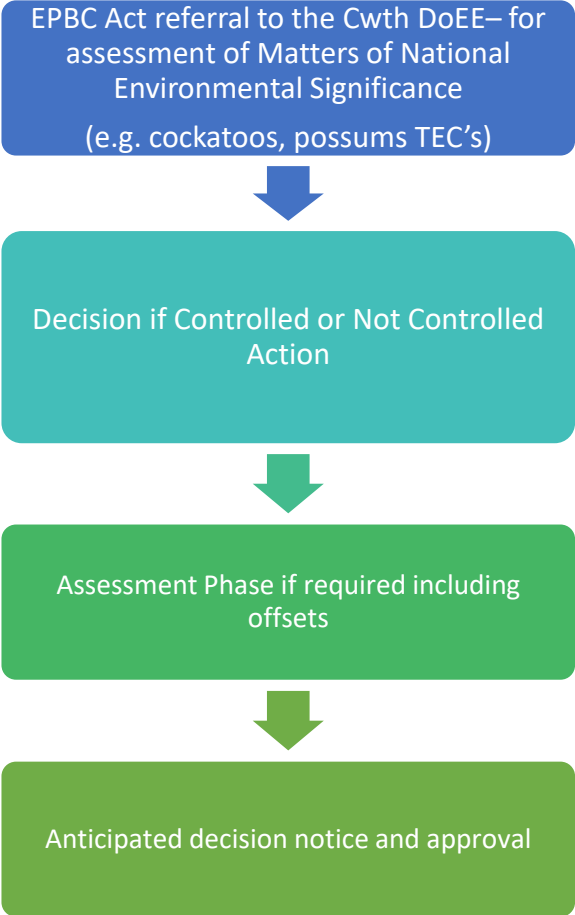 EPBC Act referral to the Cwth DoEE– for
assessment of Matters of National
Environmental Significance
(e.g. cockatoos, possums TEC’s)
Decision if Controlled or Not Controlled
Action
Assessment Phase if required including
offsets
Anticipated decision notice and approval